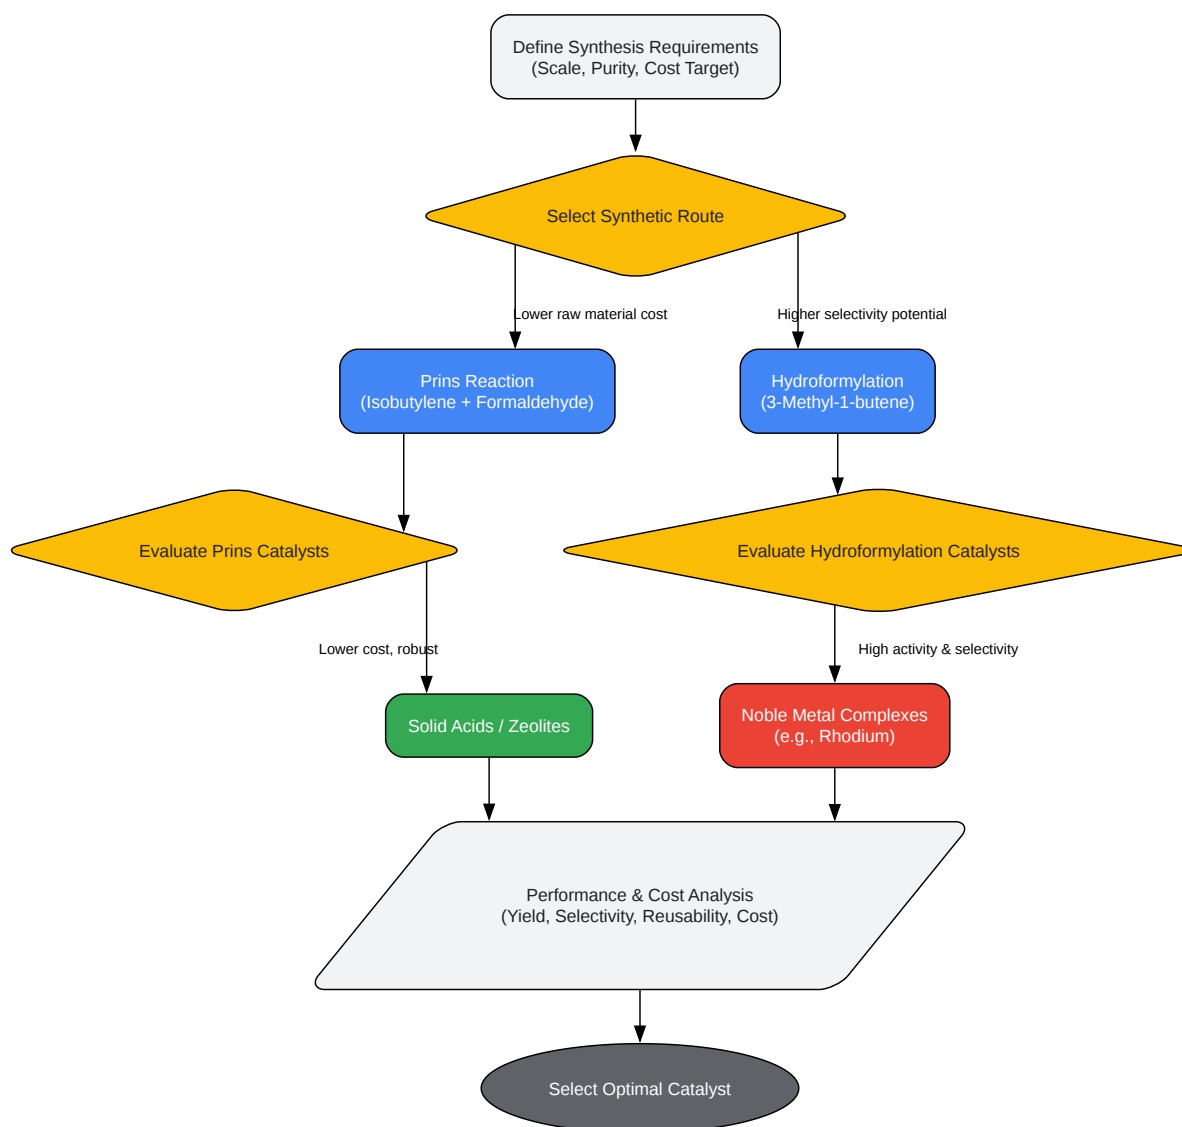 Define Synthesis Requirements
(Scale, Purity, Cost Target)
Select Synthetic Route
Lower raw material cost
Higher selectivity potential
Prins Reaction
(Isobutylene + Formaldehyde)
Hydroformylation
(3-Methyl-1-butene)
Evaluate Prins Catalysts
Evaluate Hydroformylation Catalysts
Lower cost, robust
High activity & selectivity
Solid Acids / Zeolites
Noble Metal Complexes
(e.g., Rhodium)
Performance & Cost Analysis
(Yield, Selectivity, Reusability, Cost)
Select Optimal Catalyst